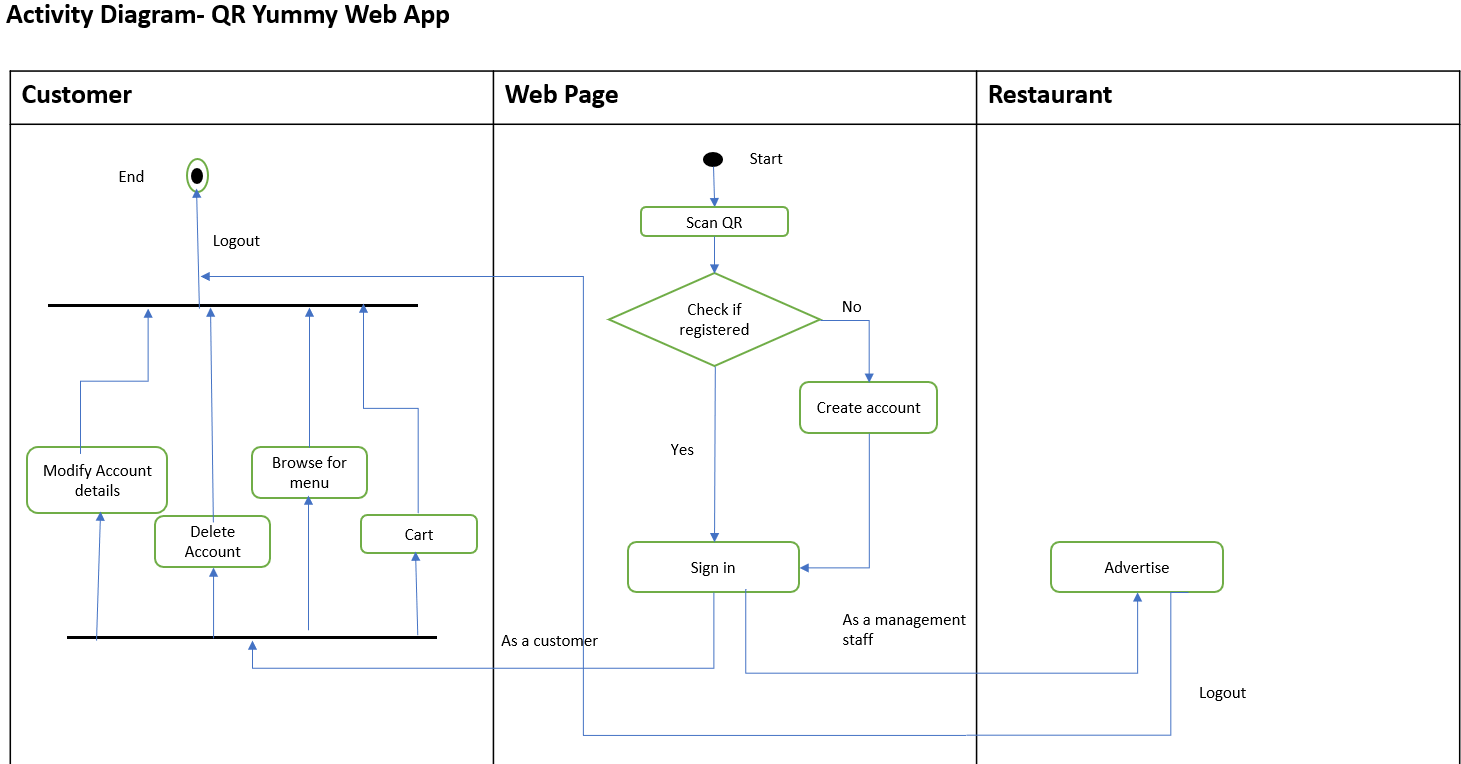 Activity Diagram- QR Yummy Web App
Customer
Web Page
Restaurant
End
Start
Scan QR
Logout
Check if
registered
No
Create account
Yes
Modify Account
details
Browse for
menu
Delete
Account
Cart
Sign in
Advertise
As a customer
As a management
staff
Logout